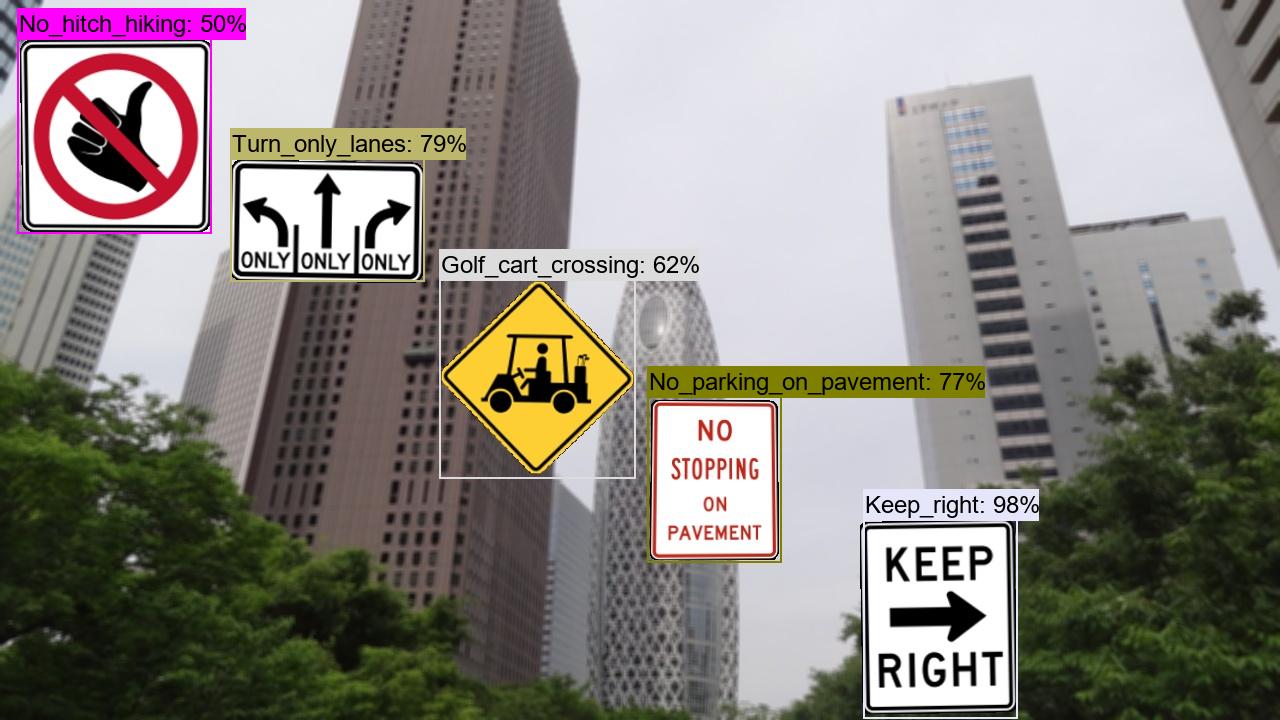 No_hitch_hiking: 50%
Turn_only_lanes: 79%
ONLY ONLY ONLY
Golf_cart_crossing: 62%
No_parking_on_pavement: 77%
NO
STOPPING
ON
PAVEMENT
Keep_right: 98%
KEEP
RIGHT